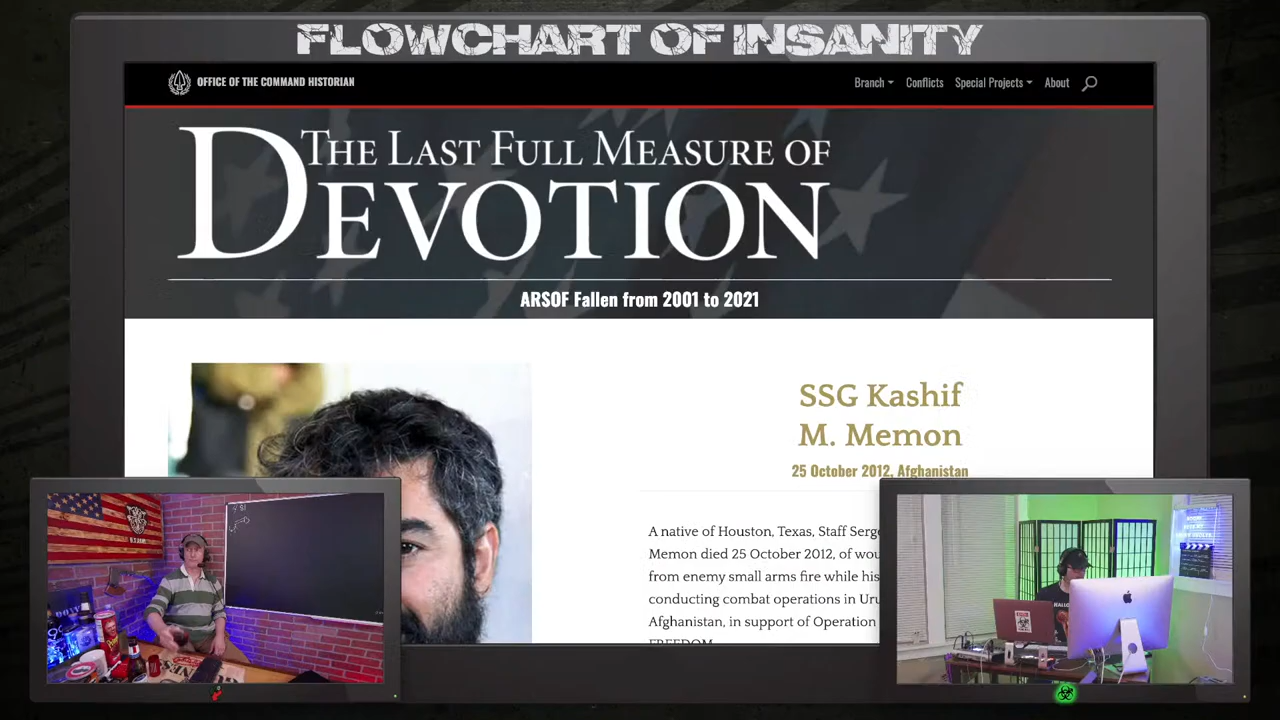 FLOWCHART OF INSANITY
OFFICE OF THE COMMAND HISTORIAN
Branch Conflicts Special Projects About
THE LAST FULL MEASURE OF
DEVOTION
ARSOF Fallen from 2001 to 2021
SSG Kashif
M. Memon
25 October 2012, Afghanistan
A native of Houston, Texas, Staff Serge
Memon died 25 October 2012, of wou
from enemy small arms fire while his
conducting combat operations in Uru
Afghanistan, in support of Operation
FREEDOM